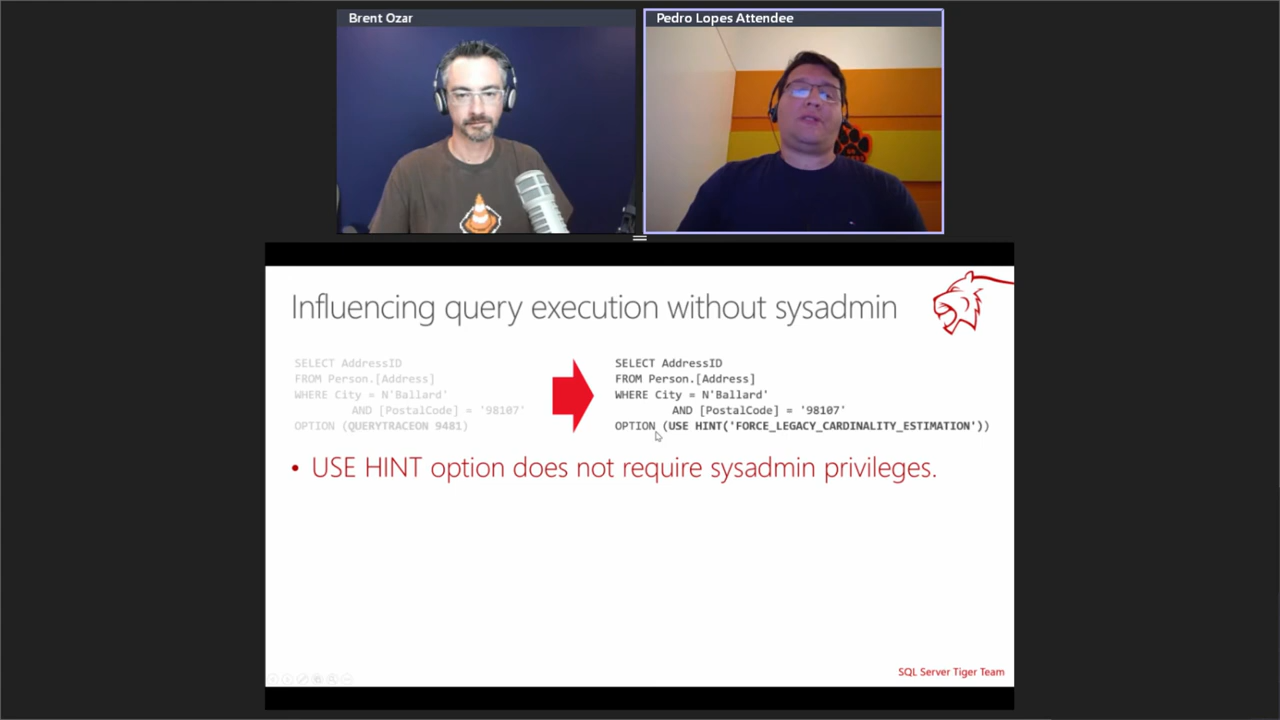 Brent Ozar
Pedro Lopes Attendee
Influencing query execution without sysadmin
SELECT AddressID
FROM Person.[Address]
WHERE City = N'Ballard'
AND [PostalCode] = '98107'
OPTION (QUERYTRACEON 9481)
SELECT AddressID
FROM Person.[Address]
WHERE City = N'Ballard'
AND [PostalCode] = '98107'
OPTION (USE HINT('FORCE_LEGACY_CARDINALITY_ESTIMATION'))
• USE HINT option does not require sysadmin privileges.
SQL Server Tiger Team